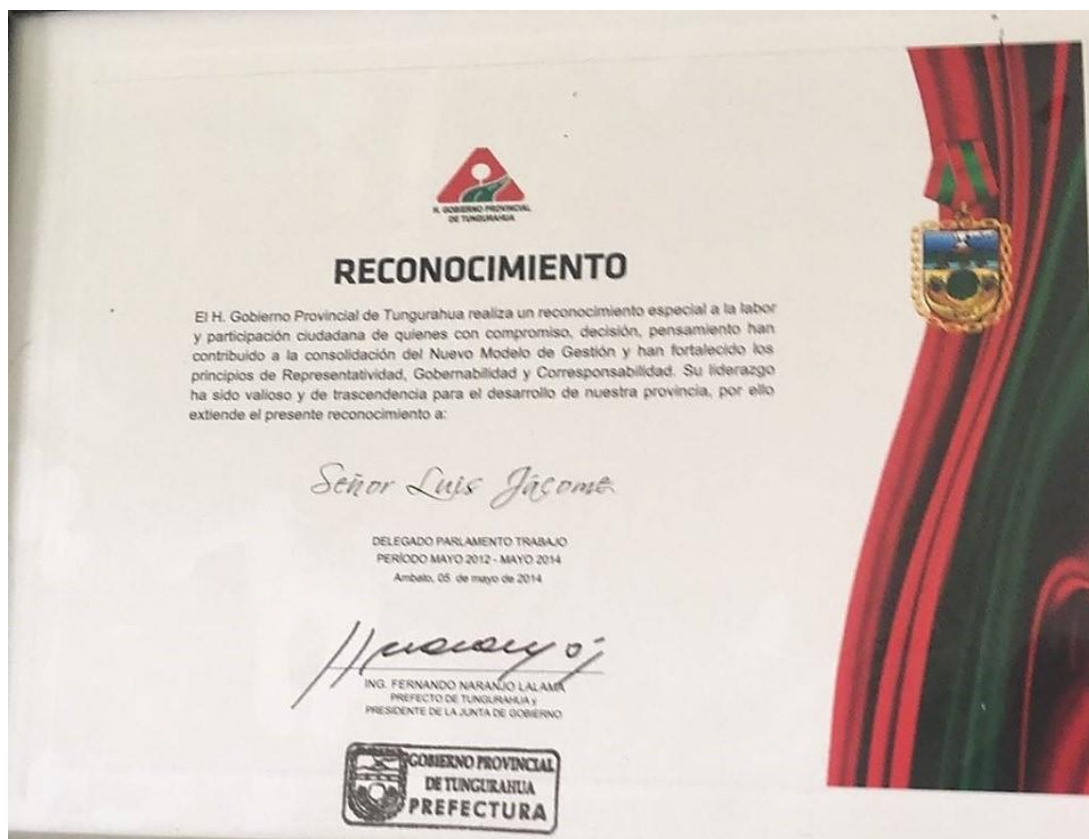 H. GOBIERNO PROVINCIAL
DE TUNGURAHUA
RECONOCIMIENTO
El H. Gobierno Provincial de Tungurahua realiza un reconocimiento especial a la labor
y participación ciudadana de quienes con compromiso, decisión, pensamiento han
contribuido a la consolidación del Nuevo Modelo de Gestión y han fortalecido los
principios de Representatividad, Gobernabilidad y Corresponsabilidad. Su liderazgo
ha sido valioso y de trascendencia para el desarrollo de nuestra provincia, por ello
extiende el presente reconocimiento a:
Señor Luis Jácome
DELEGADO PARLAMENTO TRABAJO
PERÍODO MAYO 2012 - MAYO 2014
Ambato, 05 de mayo de 2014
ING. FERNANDO NARANJO LALAMA
PREFECTO DE TUNGURAHUA y
PRESIDENTE DE LA JUNTA DE GOBIERNO
GOBIERNO PROVINCIAL
DE TUNGURAHUA
PREFECTURA